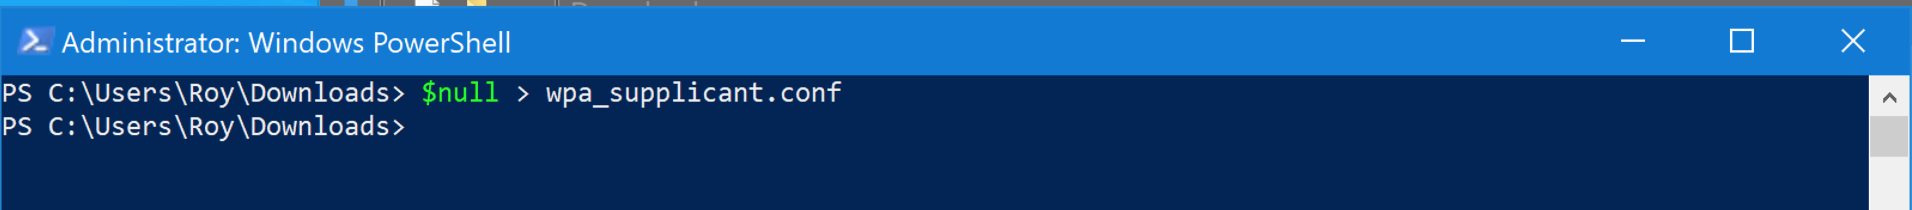 Administrator: Windows PowerShell
PS C:\Users\Roy\Downloads> $null > wpa_supplicant.conf
PS C:\Users\Roy\Downloads>